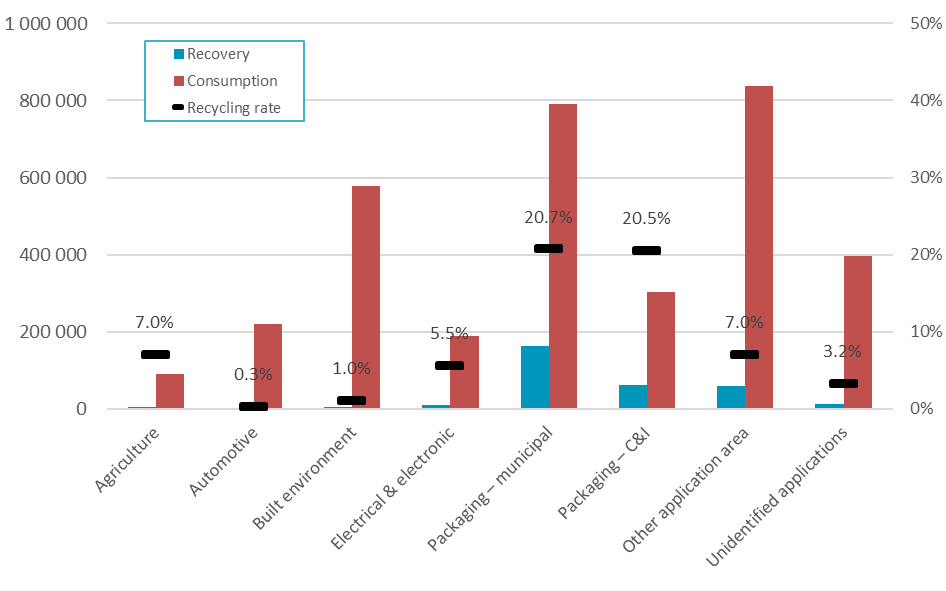 1 000 000
800 000
600 000
400 000
200 000
0
50%
40%
30%
20%
10%
0%
Recovery
Consumption
Recycling rate
7.0%
0.3%
1.0%
5.5%
20.7%
20.5%
7.0%
3.2%
Agriculture
Automotive
Built environment
Electrical & electronic
Packaging – municipal
Packaging – C&I
Other application area
Unidentified applications